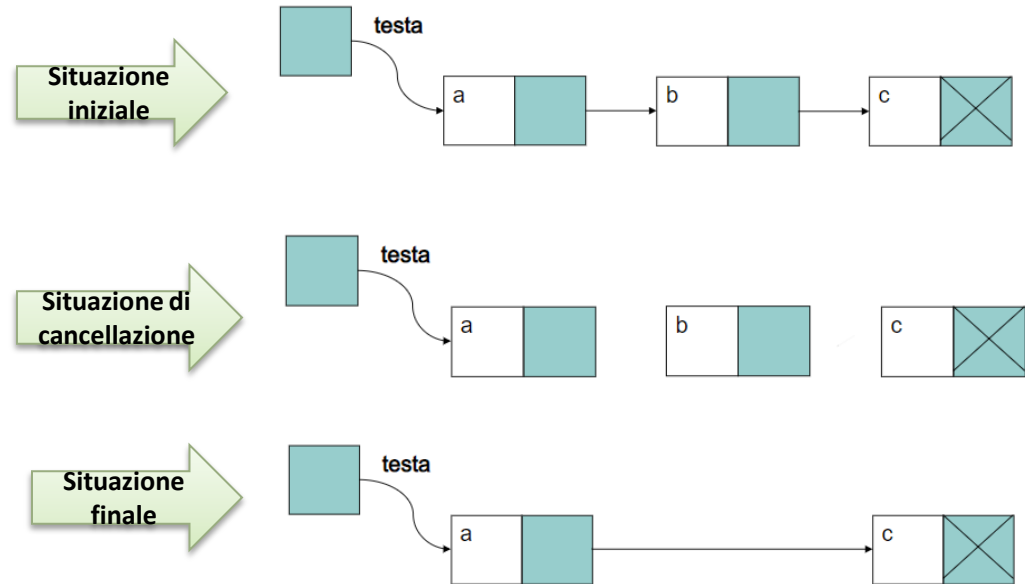 Situazione
iniziale
testa
a
b
c
Situazione di
cancellazione
testa
a
b
c
Situazione
finale
testa
a
c